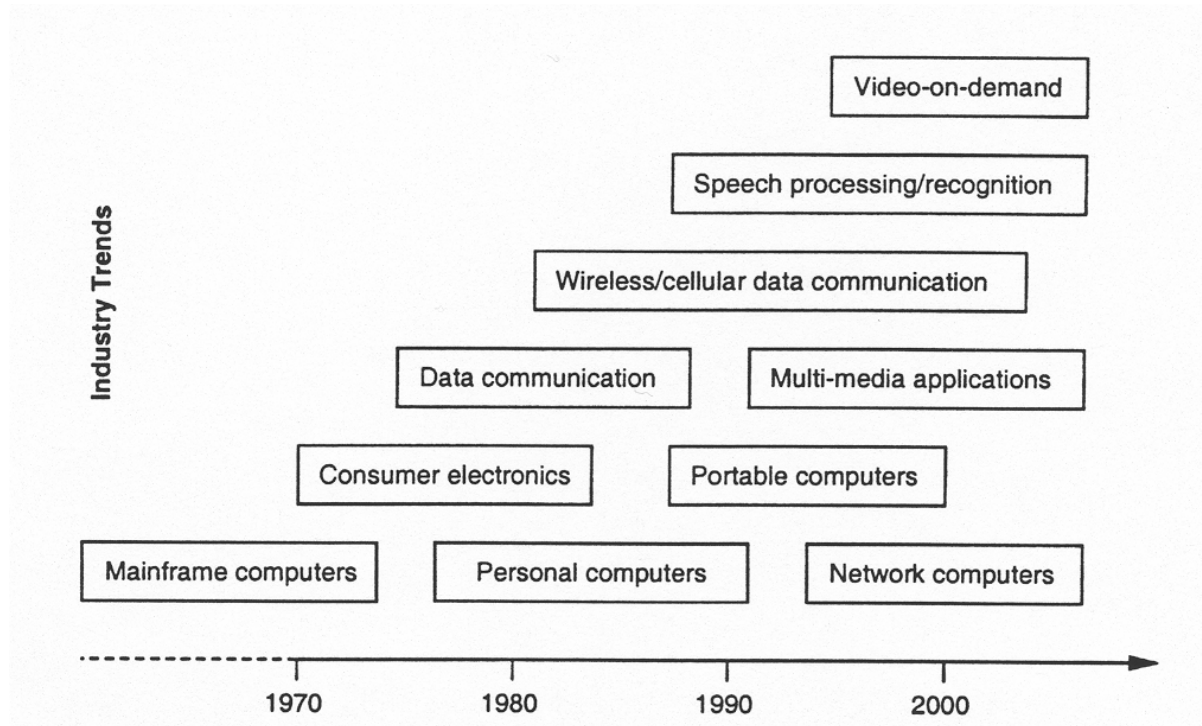 Video-on-demand
Speech processing/recognition
Industry Trends
Wireless/cellular data communication
Data communication
Multi-media applications
Consumer electronics
Portable computers
Mainframe computers
Personal computers
Network computers
1970
1980
1990
2000